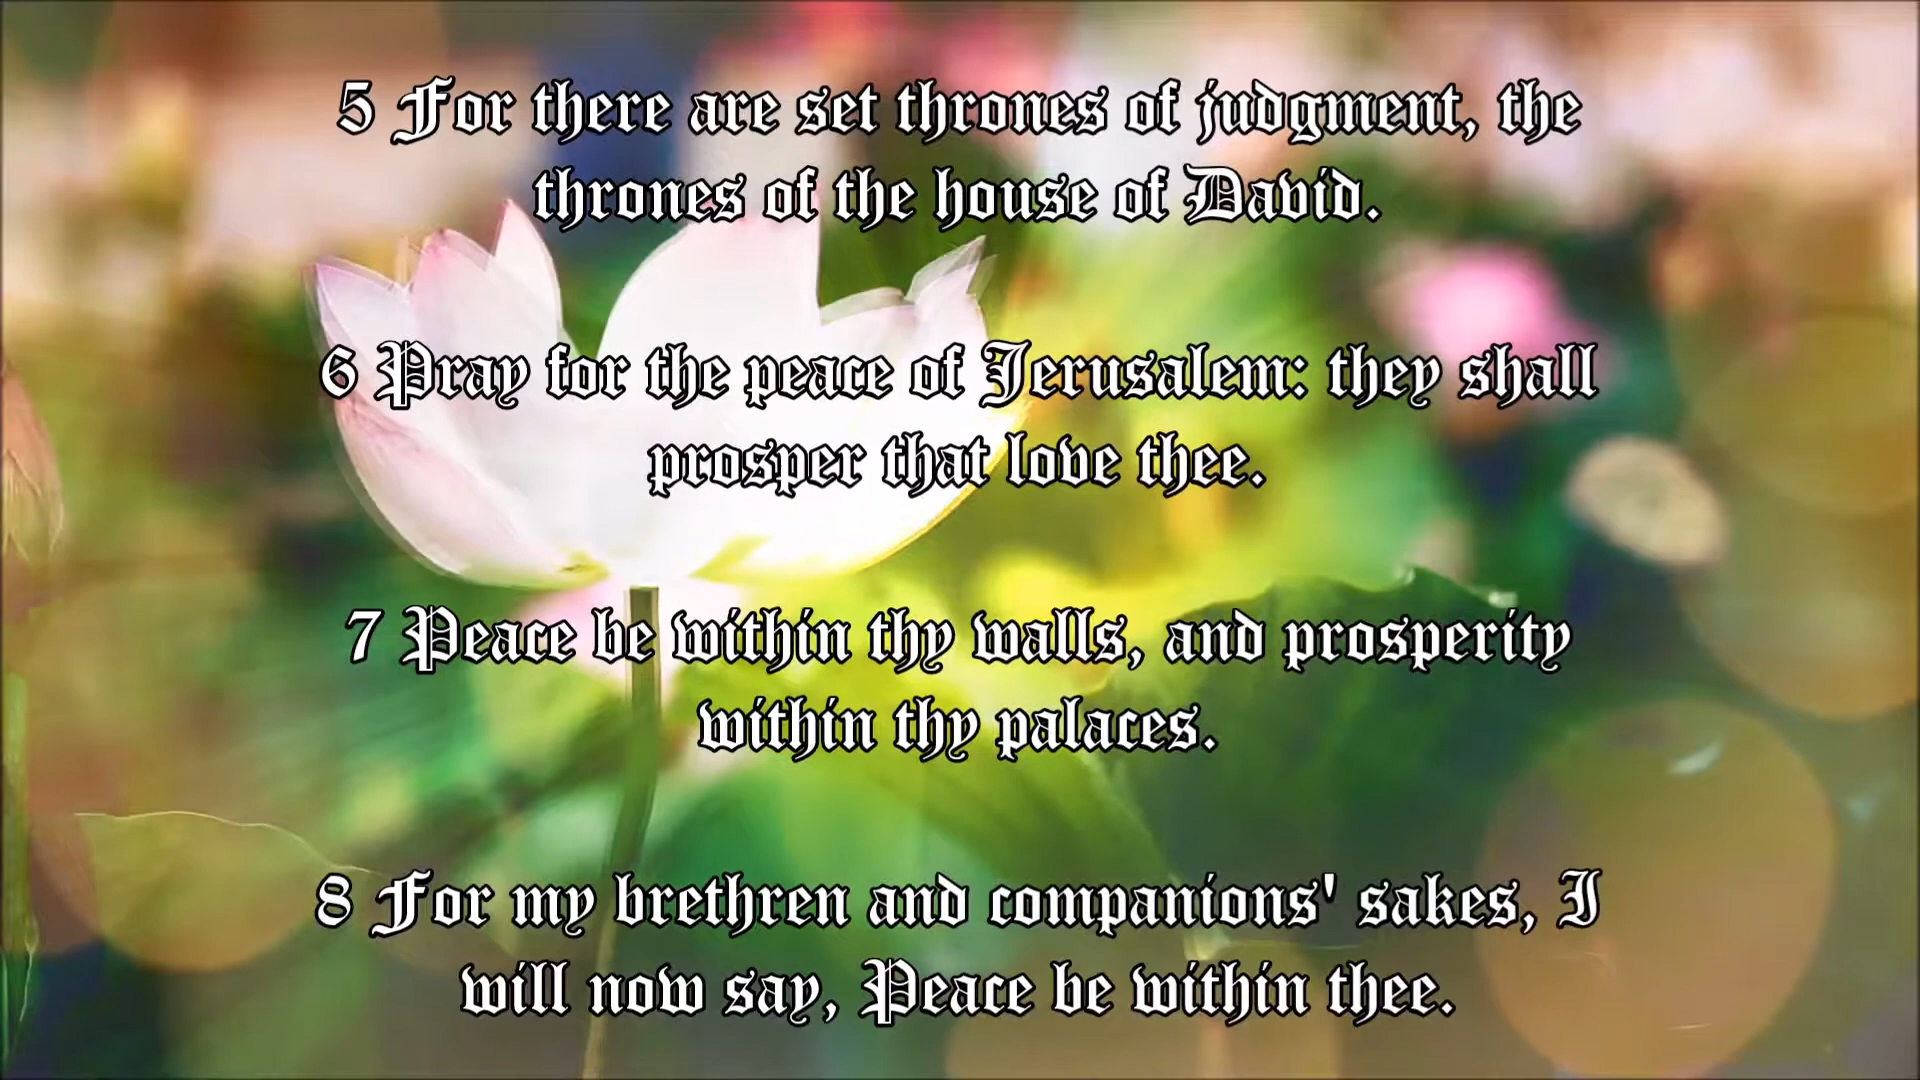 5 For there are set thrones of judgment, the
thrones of the house of David.
6 Pray for the peace of Jerusalem: they shall
prosper that love thee.
7 Peace be within thy walls, and prosperity
within thy palaces.
8 For my brethren and companions' sakes, I
will now say, Peace be within thee.